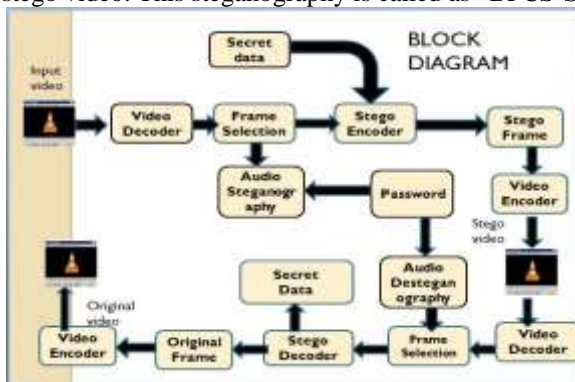 stego video. This steganography is called as
BLOCK
DIAGRAM
Secret
data
Input
video
Video
Decoder
Frame
Selection
Stego
Encoder
Stego
Frame
Audio
Steganogr
aphy
Password
Video
Encoder
Stego
video
Secret
Data
Audio
Destegan
ography
Original
video
Video
Encoder
Original
Frame
Stego
Decoder
Frame
Selection
Video
Decoder